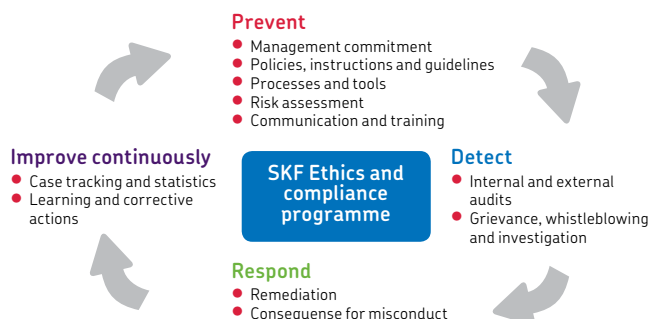 Prevent
● Management commitment
● Policies, instructions and guidelines
● Processes and tools
● Risk assessment
● Communication and training
Improve continuously
● Case tracking and statistics
● Learning and corrective
actions
SKF Ethics and
compliance
programme
Detect
● Internal and external
audits
● Grievance, whistleblowing
and investigation
Respond
● Remediation
● Consequense for misconduct